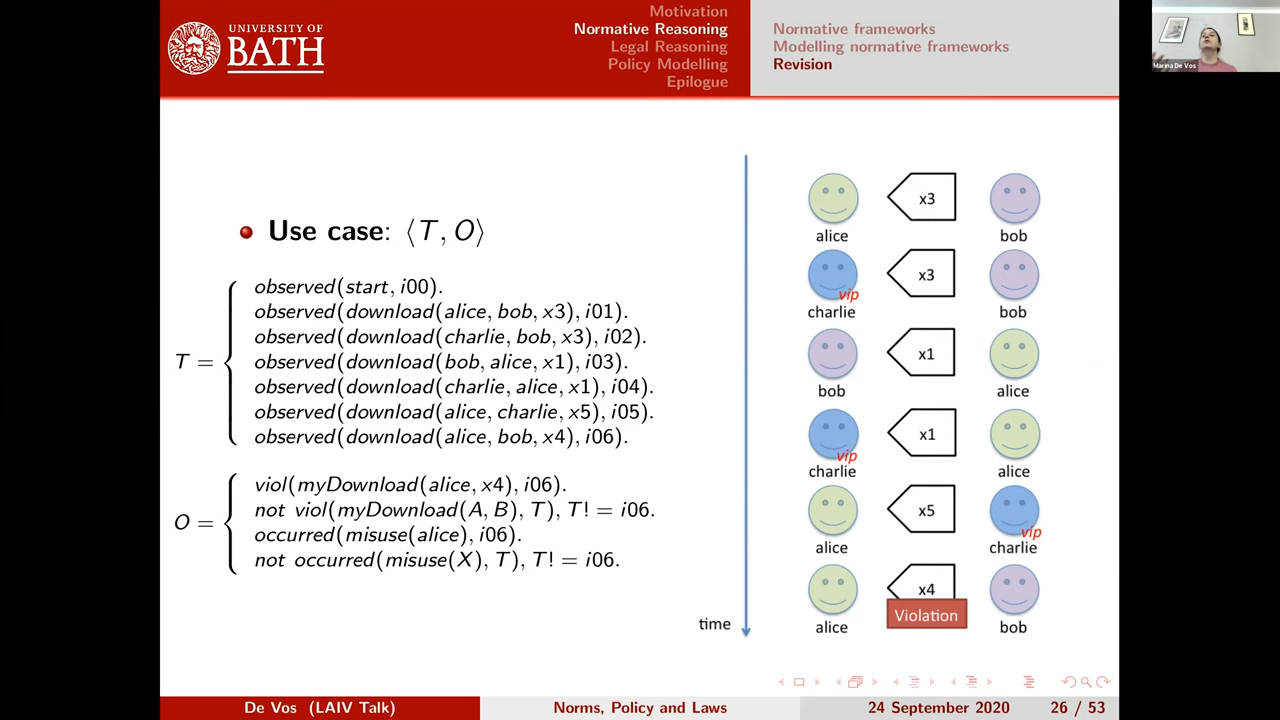 UNIVERSITY OF
BATH
Motivation
Normative Reasoning
Legal Reasoning
Policy Modelling
Epilogue
Normative frameworks
Modelling normative frameworks
Revision
Marina De Vos
Use case: ⟨T, O⟩
T =
observed(start, i00).
observed(download(alice, bob, x3), i01).
observed(download(charlie, bob, x3), i02).
observed(download(bob, alice, x1), i03).
observed(download(charlie, alice, x1), i04).
observed(download(alice, charlie, x5), i05).
observed(download(alice, bob, x4), i06).
O =
viol(myDownload(alice, x4), i06).
not viol(myDownload(A, B), T), T! = i06.
occurred(misuse(alice), i06).
not occurred(misuse(X), T), T! = i06.
time
x3
alice bob
x3
vip
charlie bob
x1
bob alice
x1
vip
charlie alice
x5
vip
alice charlie
x4
Violation
alice bob
De Vos (LAIV Talk)
Norms, Policy and Laws
24 September 2020
26 / 53